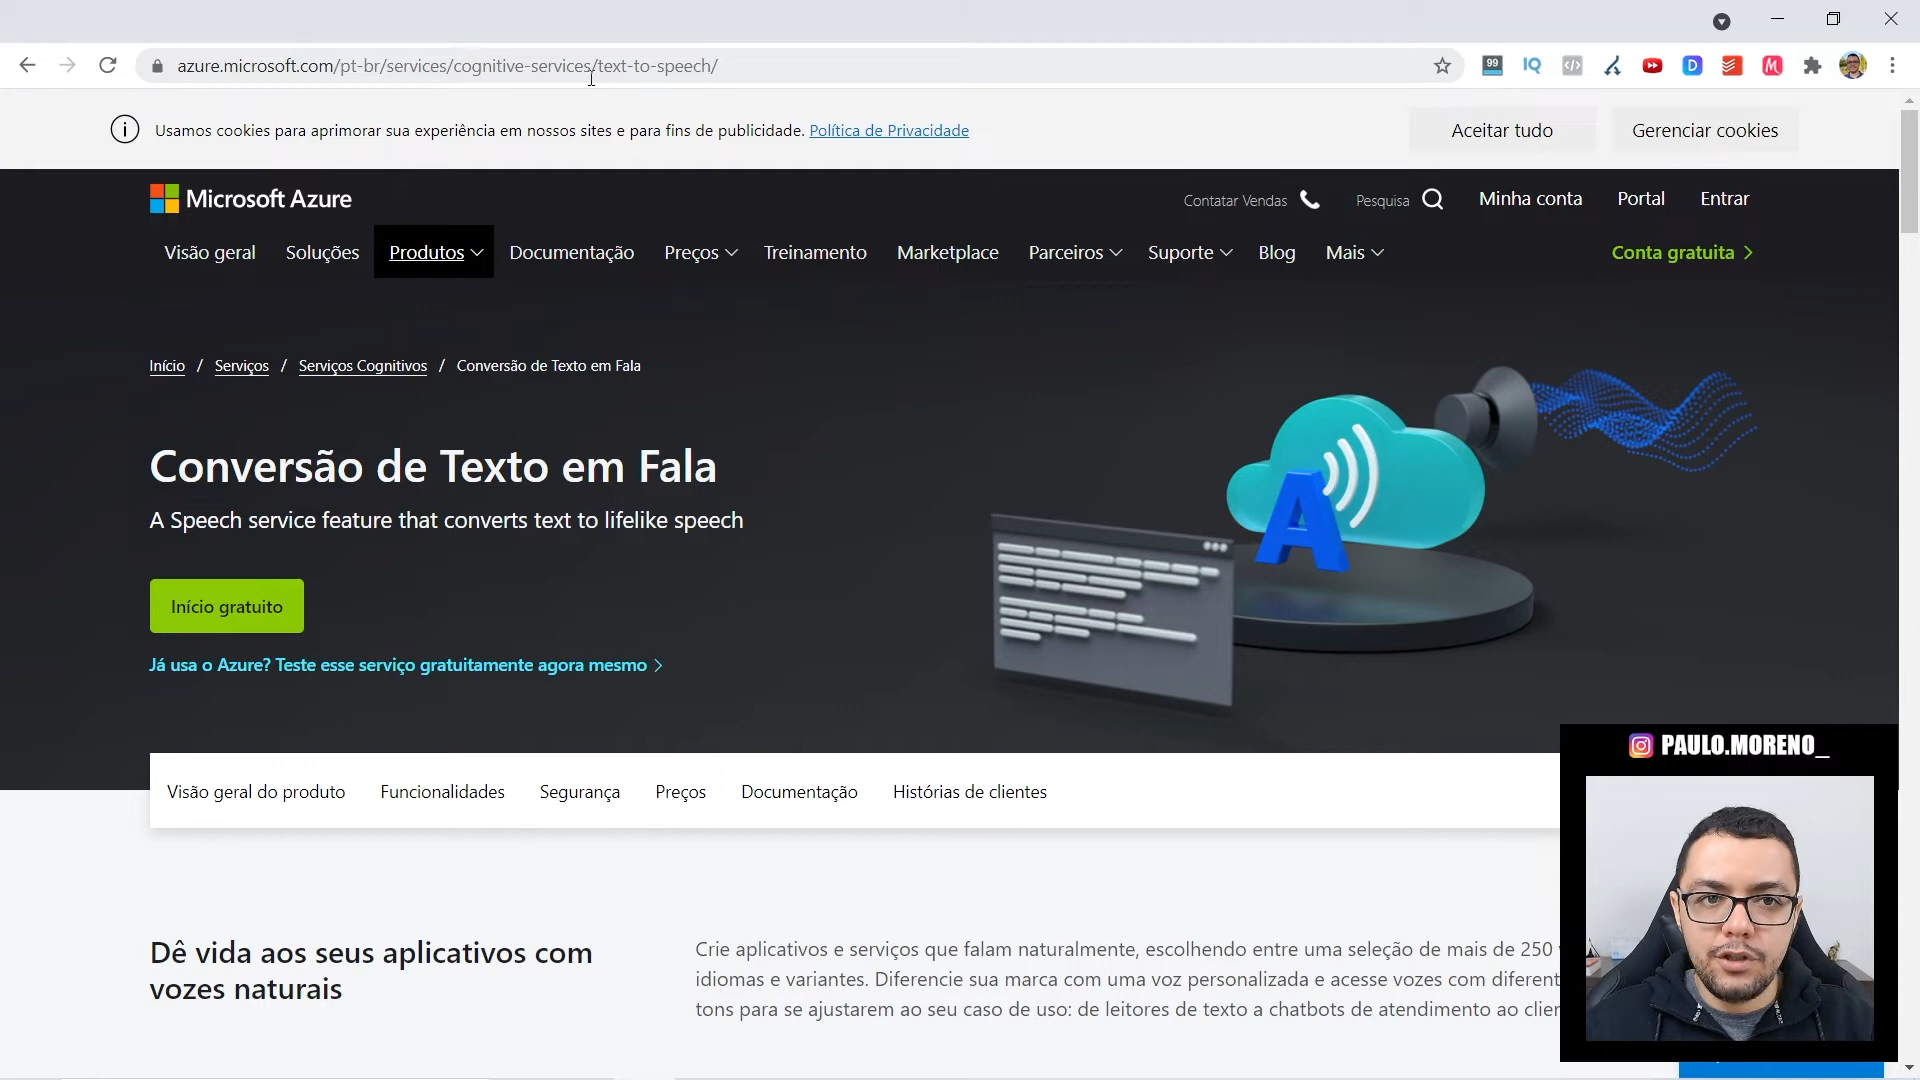 azure.microsoft.com/pt-br/services/cognitive-services/text-to-speech/
99
IQ
D
M
Usamos cookies para aprimorar sua experiência em nossos sites e para fins de publicidade. Política de Privacidade
Aceitar tudo
Gerenciar cookies
Microsoft Azure
Contatar Vendas
Pesquisa
Minha conta
Portal
Entrar
Visão geral
Soluções
Produtos
Documentação
Preços
Treinamento
Marketplace
Parceiros
Suporte
Blog
Mais
Conta gratuita
Início / Serviços / Serviços Cognitivos / Conversão de Texto em Fala
Conversão de Texto em Fala
A Speech service feature that converts text to lifelike speech
A
Início gratuito
Já usa o Azure? Teste esse serviço gratuitamente agora mesmo
PAULO.MORENO_
Visão geral do produto
Funcionalidades
Segurança
Preços
Documentação
Histórias de clientes
Dê vida aos seus aplicativos com
vozes naturais
Crie aplicativos e serviços que falam naturalmente, escolhendo entre uma seleção de mais de 250
idiomas e variantes. Diferencie sua marca com uma voz personalizada e acesse vozes com diferent
tons para se ajustarem ao seu caso de uso: de leitores de texto a chatbots de atendimento ao clier